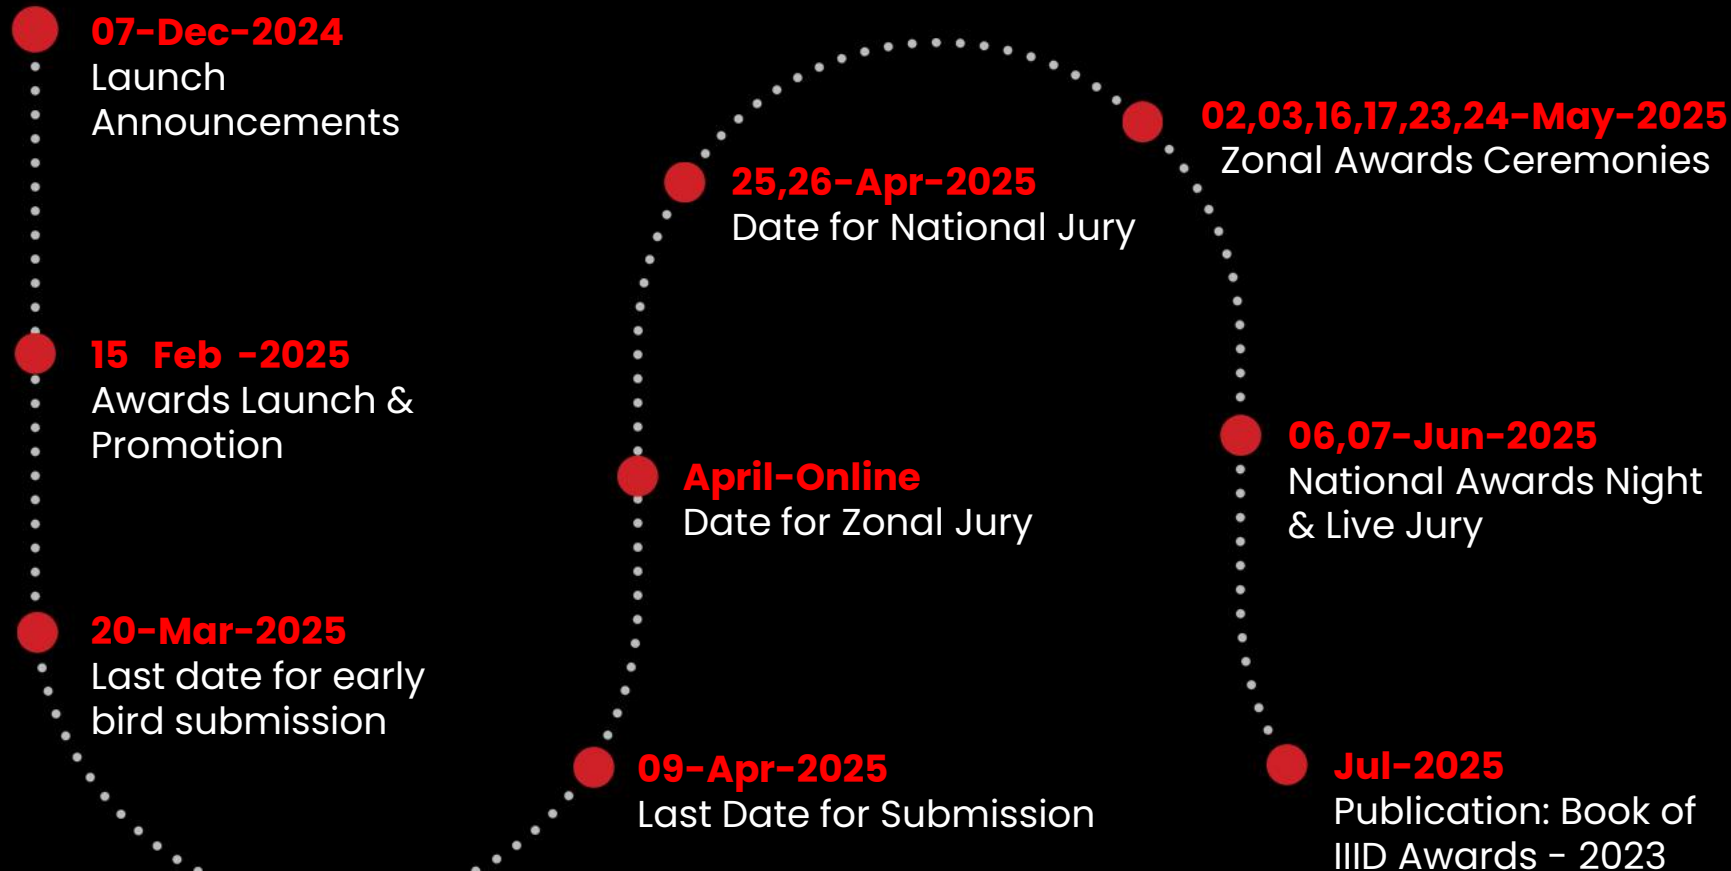 07-Dec-2024
Launch
Announcements
15 Feb -2025
Awards Launch &
Promotion
20-Mar-2025
Last date for early
bird submission
09-Apr-2025
Last Date for Submission
April-Online
Date for Zonal Jury
25,26-Apr-2025
Date for National Jury
02,03,16,17,23,24-May-2025
Zonal Awards Ceremonies
06,07-Jun-2025
National Awards Night
& Live Jury
Jul-2025
Publication: Book of
IIID Awards - 2023